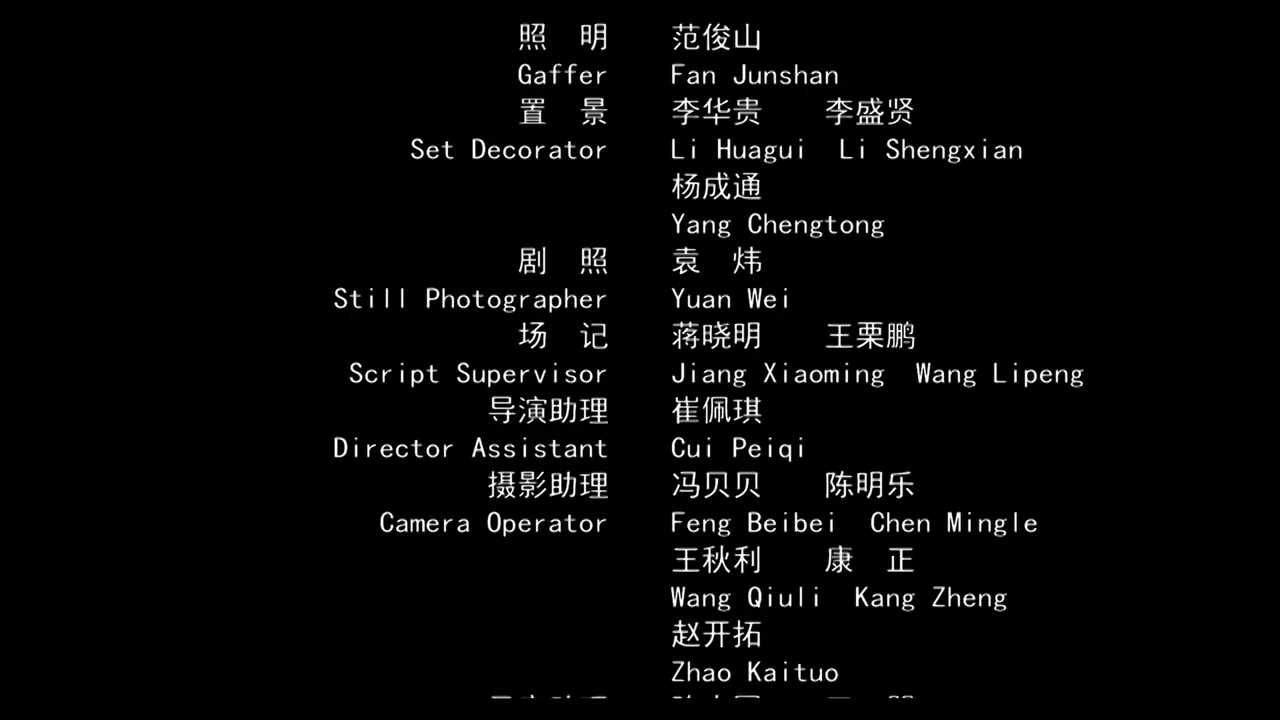 照　明　　范俊山
Gaffer　　Fan Junshan
置　景　　李华贵　　李盛贤
Set Decorator　　Li Huagui　Li Shengxian
杨成通
Yang Chengtong
剧　照　　袁　炜
Still Photographer　　Yuan Wei
场　记　　蒋晓明　　王栗鹏
Script Supervisor　　Jiang Xiaoming　Wang Lipeng
导演助理　　崔佩琪
Director Assistant　　Cui Peiqi
摄影助理　　冯贝贝　　陈明乐
Camera Operator　　Feng Beibei　Chen Mingle
王秋利　　康　正
Wang Qiuli　Kang Zheng
赵开拓
Zhao Kaituo